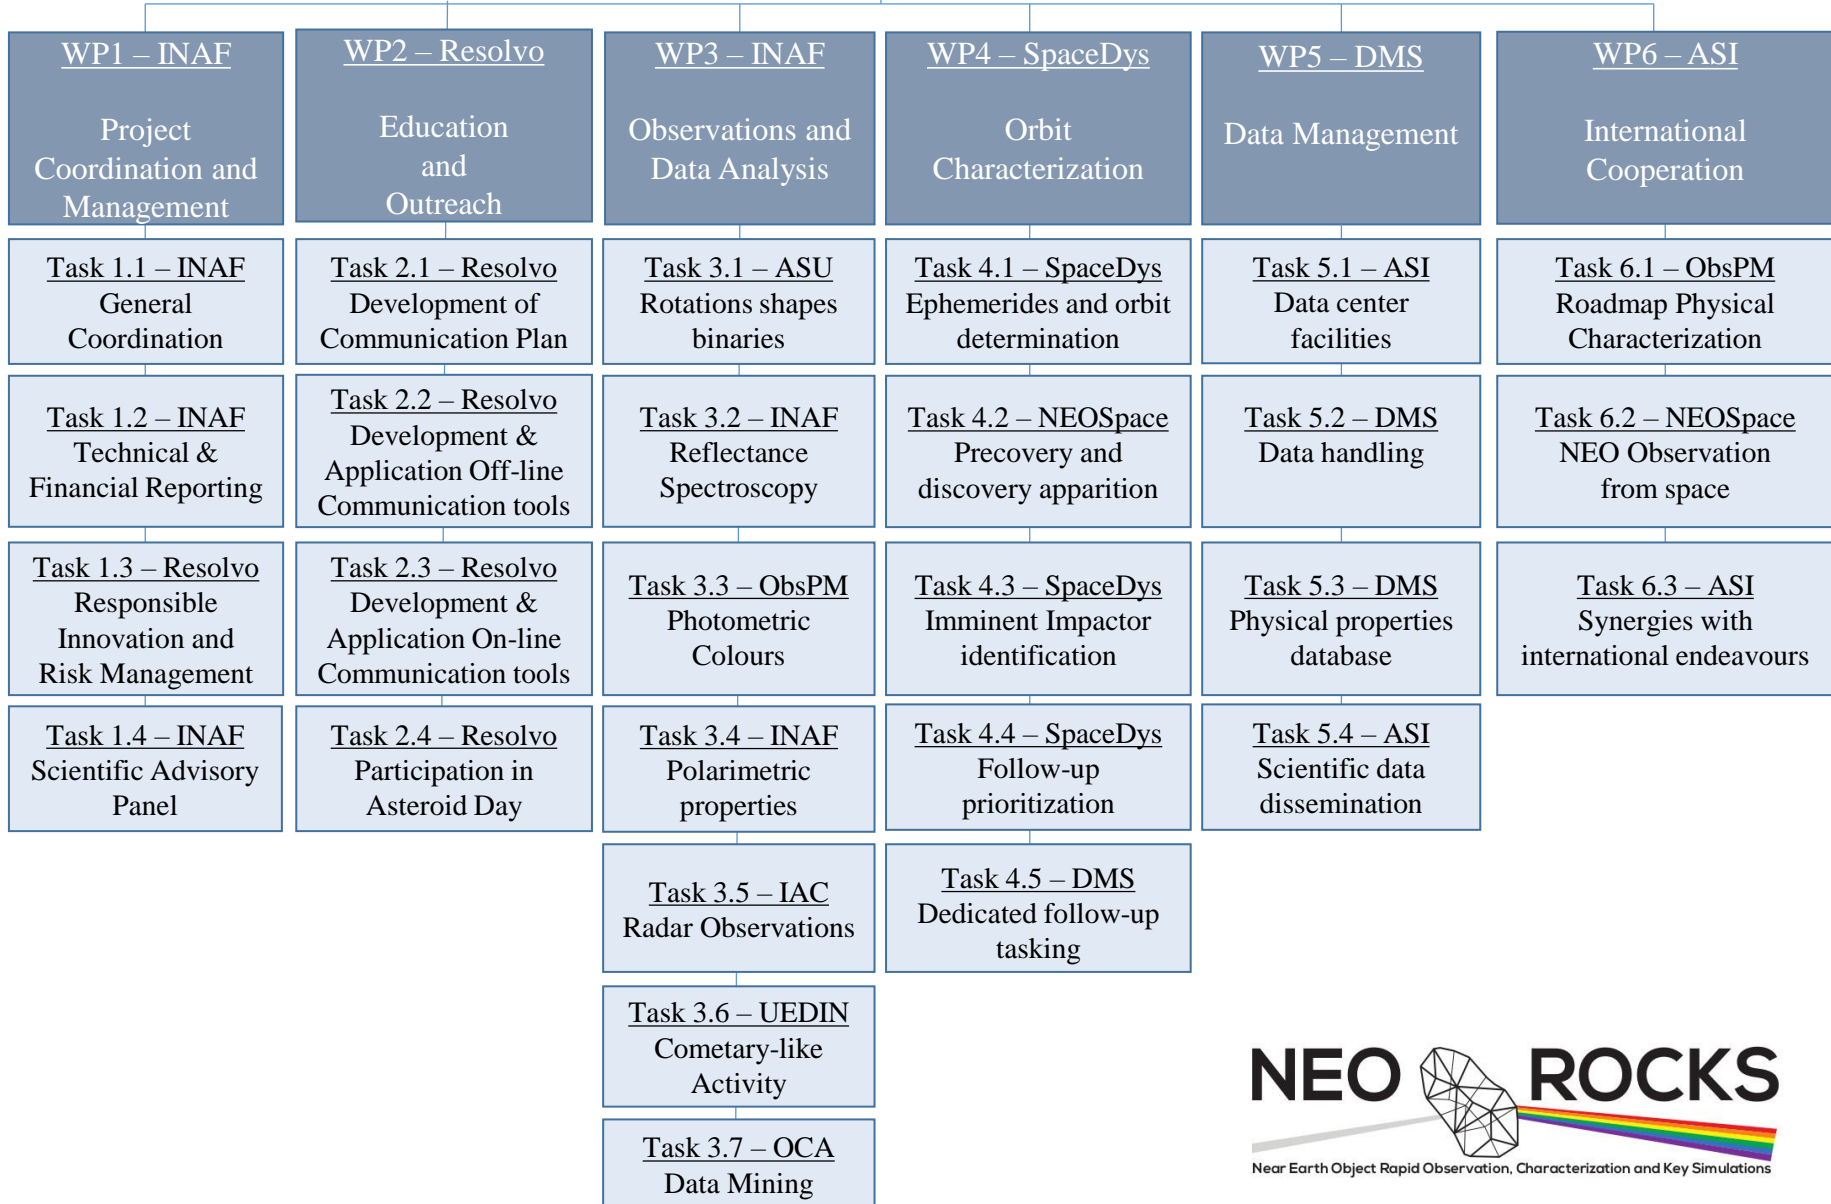 WP1 – INAF
Project
Coordination and
Management
Task 1.1 – INAF
General
Coordination
Task 1.2 – INAF
Technical &
Financial Reporting
Task 1.3 – Resolvo
Responsible
Innovation and
Risk Management
Task 1.4 – INAF
Scientific Advisory
Panel
WP2 – Resolvo
Education
and
Outreach
Task 2.1 – Resolvo
Development of
Communication Plan
Task 2.2 – Resolvo
Development &
Application Off-line
Communication tools
Task 2.3 – Resolvo
Development &
Application On-line
Communication tools
Task 2.4 – Resolvo
Participation in
Asteroid Day
WP3 – INAF
Observations and
Data Analysis
Task 3.1 – ASU
Rotations shapes
binaries
Task 3.2 – INAF
Reflectance
Spectroscopy
Task 3.3 – ObsPM
Photometric
Colours
Task 3.4 – INAF
Polarimetric
properties
Task 3.5 – IAC
Radar Observations
Task 3.6 – UEDIN
Cometary-like
Activity
Task 3.7 – OCA
Data Mining
WP4 – SpaceDys
Orbit
Characterization
Task 4.1 – SpaceDys
Ephemerides and orbit
determination
Task 4.2 – NEOSpace
Precovery and
discovery apparition
Task 4.3 – SpaceDys
Imminent Impactor
identification
Task 4.4 – SpaceDys
Follow-up
prioritization
Task 4.5 – DMS
Dedicated follow-up
tasking
WP5 – DMS
Data Management
Task 5.1 – ASI
Data center
facilities
Task 5.2 – DMS
Data handling
Task 5.3 – DMS
Physical properties
database
Task 5.4 – ASI
Scientific data
dissemination
WP6 – ASI
International
Cooperation
Task 6.1 – ObsPM
Roadmap Physical
Characterization
Task 6.2 – NEOSpace
NEO Observation
from space
Task 6.3 – ASI
Synergies with
international endeavours
NEO ROCKS
Near Earth Object Rapid Observation, Characterization and Key Simulations